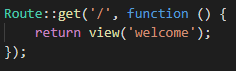 Route::get('/', function () {
    return view('welcome');
});